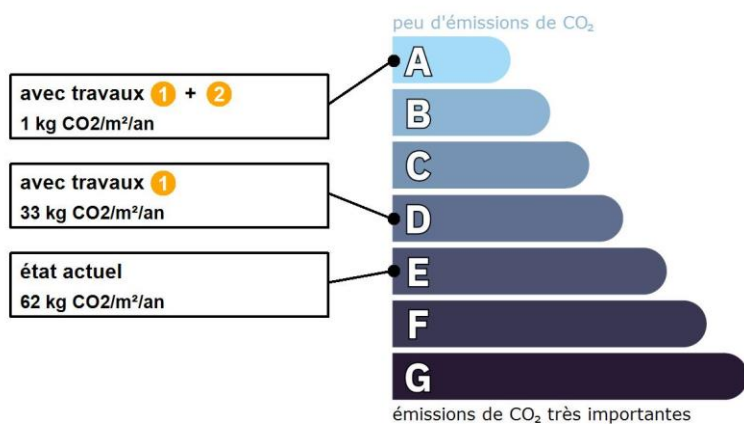 peu d'émissions de CO₂
avec travaux 1 + 2
1 kg CO2/m²/an
avec travaux 1
33 kg CO2/m²/an
état actuel
62 kg CO2/m²/an
A
B
C
D
E
F
G
émissions de CO₂ très importantes